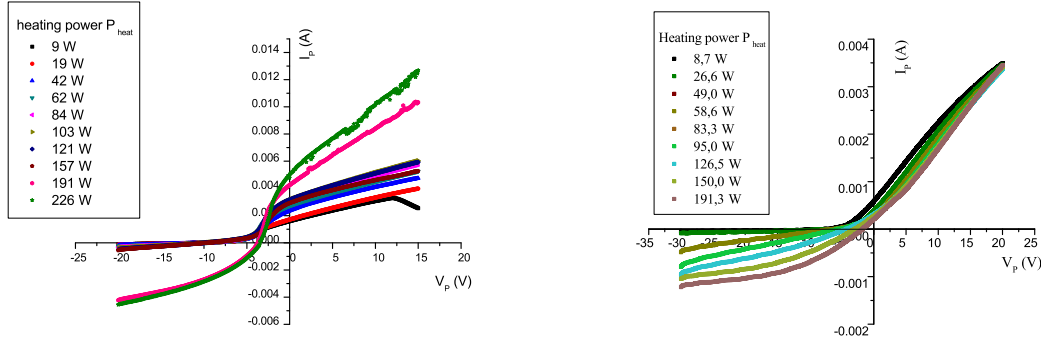 heating power P heat
9 W
19 W
42 W
62 W
84 W
103 W
121 W
157 W
191 W
226 W
I P (A)
0.014
0.012
0.010
0.008
0.006
0.004
0.002
0.000
-0.002
-0.004
-0.006
-25 -20 -15 -10 -5 0 5 10 15 20
V P (V)
Heating power P heat
8,7 W
26,6 W
49,0 W
58,6 W
83,3 W
95,0 W
126,5 W
150,0 W
191,3 W
I P (A)
0.004
0.003
0.002
0.001
0.000
-0.001
-0.002
-35 -30 -25 -20 -15 -10 -5 0 5 10 15 20 25
V P (V)